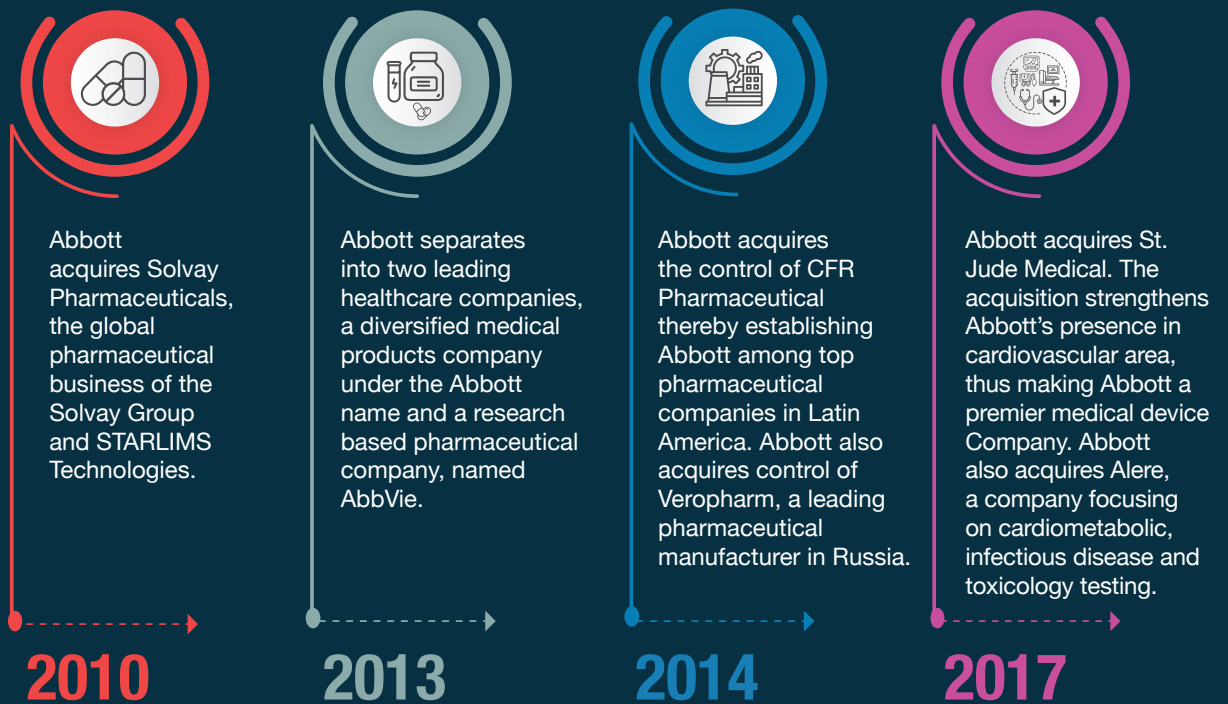 Abbott
acquires Solvay
Pharmaceuticals,
the global
pharmaceutical
business of the
Solvay Group
and STARLIMS
Technologies.
2010
Abbott separates
into two leading
healthcare companies,
a diversified medical
products company
under the Abbott
name and a research
based pharmaceutical
company, named
AbbVie.
2013
Abbott acquires
the control of CFR
Pharmaceutical
thereby establishing
Abbott among top
pharmaceutical
companies in Latin
America. Abbott also
acquires control of
Veropharm, a leading
pharmaceutical
manufacturer in Russia.
2014
Abbott acquires St.
Jude Medical. The
acquisition strengthens
Abbott’s presence in
cardiovascular area,
thus making Abbott a
premier medical device
Company. Abbott
also acquires Alere,
a company focusing
on cardiometabolic,
infectious disease and
toxicology testing.
2017